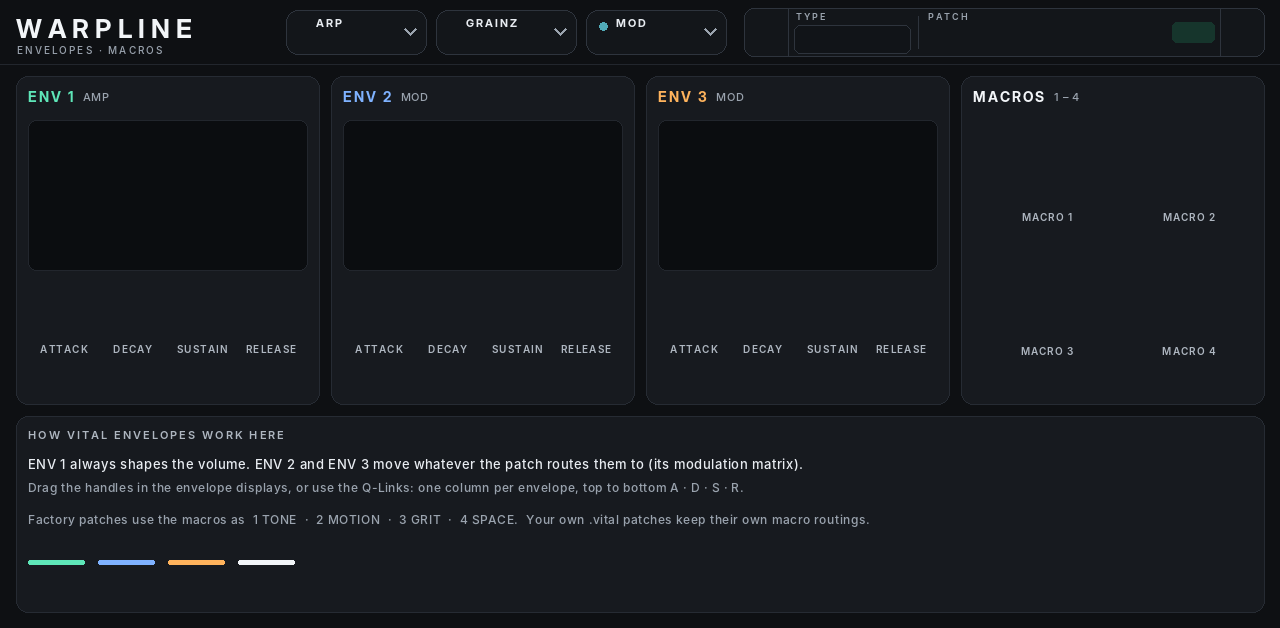 WARPLINE
ENVELOPES · MACROS
ARP
GRAINZ
MOD
TYPE
PATCH
ENV 1 AMP
ENV 2 MOD
ENV 3 MOD
MACROS 1 – 4
MACRO 1
MACRO 2
ATTACK DECAY SUSTAIN RELEASE
ATTACK DECAY SUSTAIN RELEASE
ATTACK DECAY SUSTAIN RELEASE
MACRO 3
MACRO 4
HOW VITAL ENVELOPES WORK HERE
ENV 1 always shapes the volume. ENV 2 and ENV 3 move whatever the patch routes them to (its modulation matrix).
Drag the handles in the envelope displays, or use the Q-Links: one column per envelope, top to bottom A · D · S · R.
Factory patches use the macros as 1 TONE · 2 MOTION · 3 GRIT · 4 SPACE. Your own .vital patches keep their own macro routings.